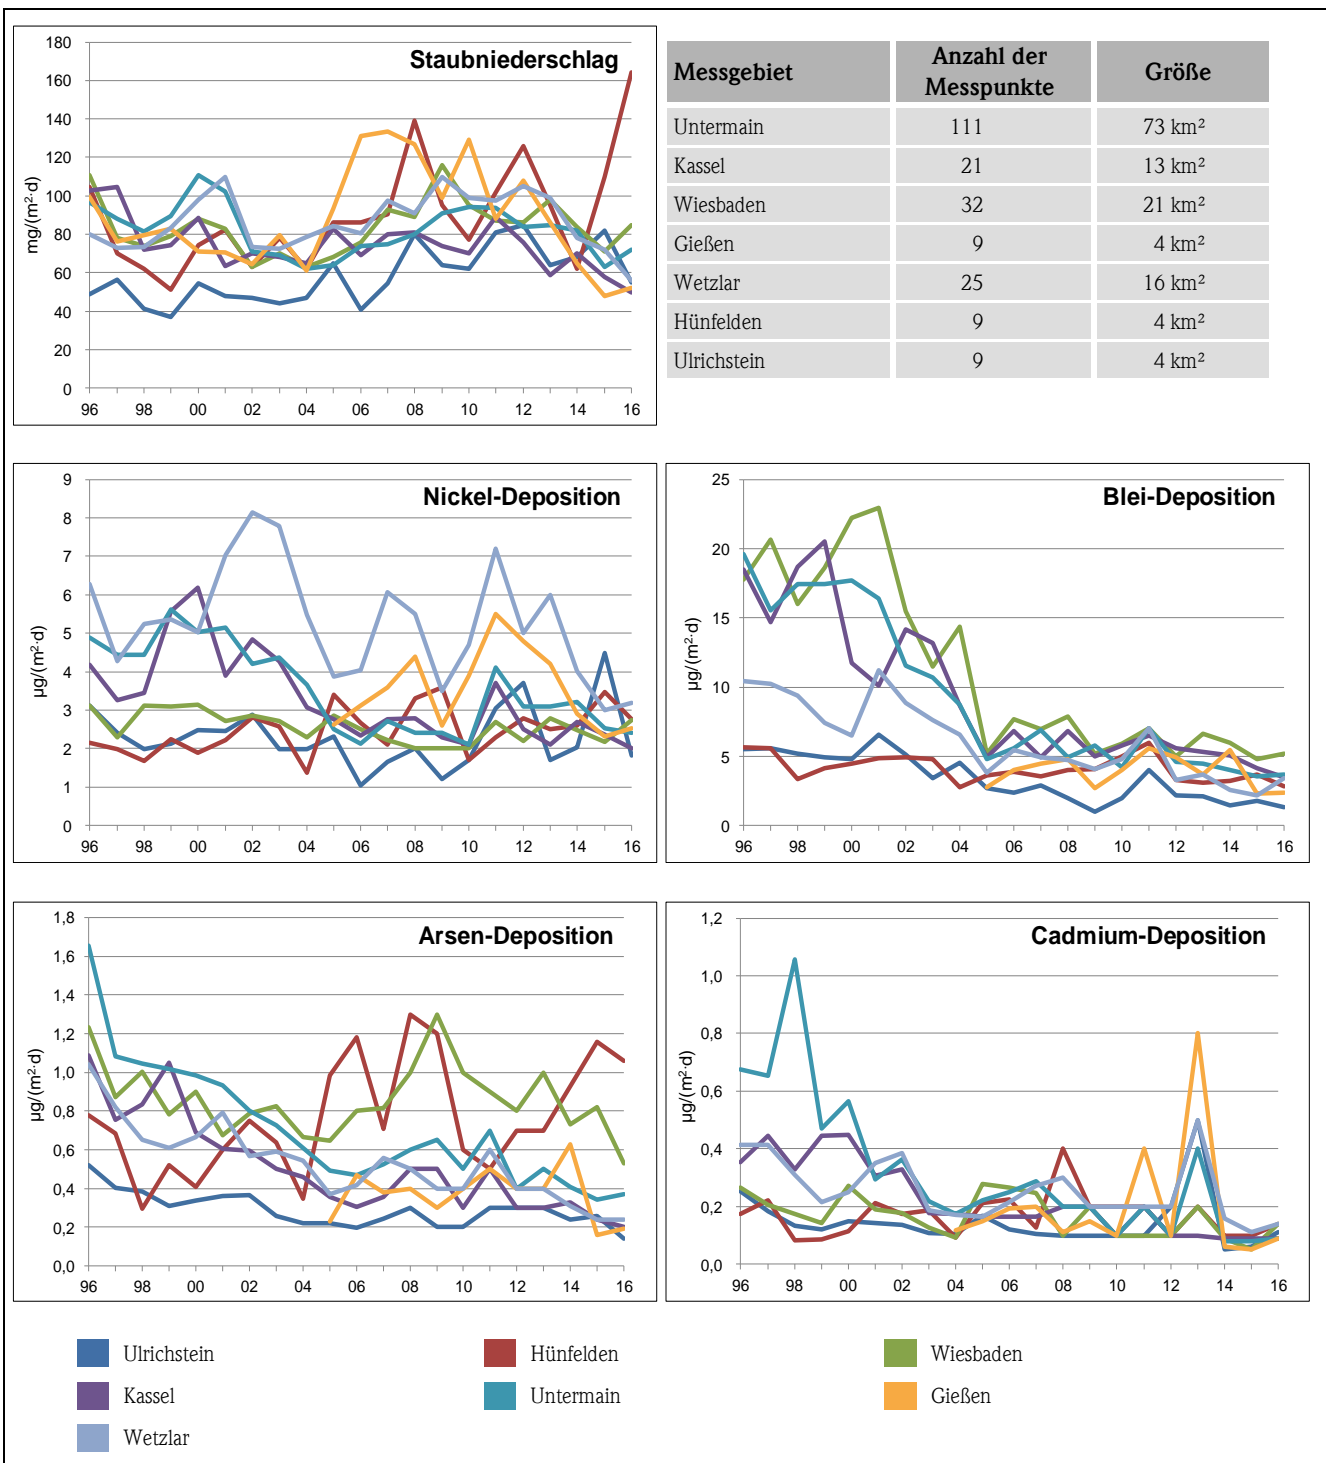 Staubniederschlag
mg/(m²·d)
180
160
140
120
100
80
60
40
20
0
96 98 00 02 04 06 08 10 12 14 16
Messgebiet Anzahl der Messpunkte Größe
Untermain 111 73 km²
Kassel 21 13 km²
Wiesbaden 32 21 km²
Gießen 9 4 km²
Wetzlar 25 16 km²
Hünfelden 9 4 km²
Ulrichstein 9 4 km²
Nickel-Deposition
µg/(m²·d)
9
8
7
6
5
4
3
2
1
0
96 98 00 02 04 06 08 10 12 14 16
Blei-Deposition
µg/(m²·d)
25
20
15
10
5
0
96 98 00 02 04 06 08 10 12 14 16
Arsen-Deposition
µg/(m²·d)
1,8
1,6
1,4
1,2
1,0
0,8
0,6
0,4
0,2
0,0
96 98 00 02 04 06 08 10 12 14 16
Cadmium-Deposition
µg/(m²·d)
1,2
1,0
0,8
0,6
0,4
0,2
0,0
96 98 00 02 04 06 08 10 12 14 16
Ulrichstein Hünfelden Wiesbaden
Kassel Untermain Gießen
Wetzlar